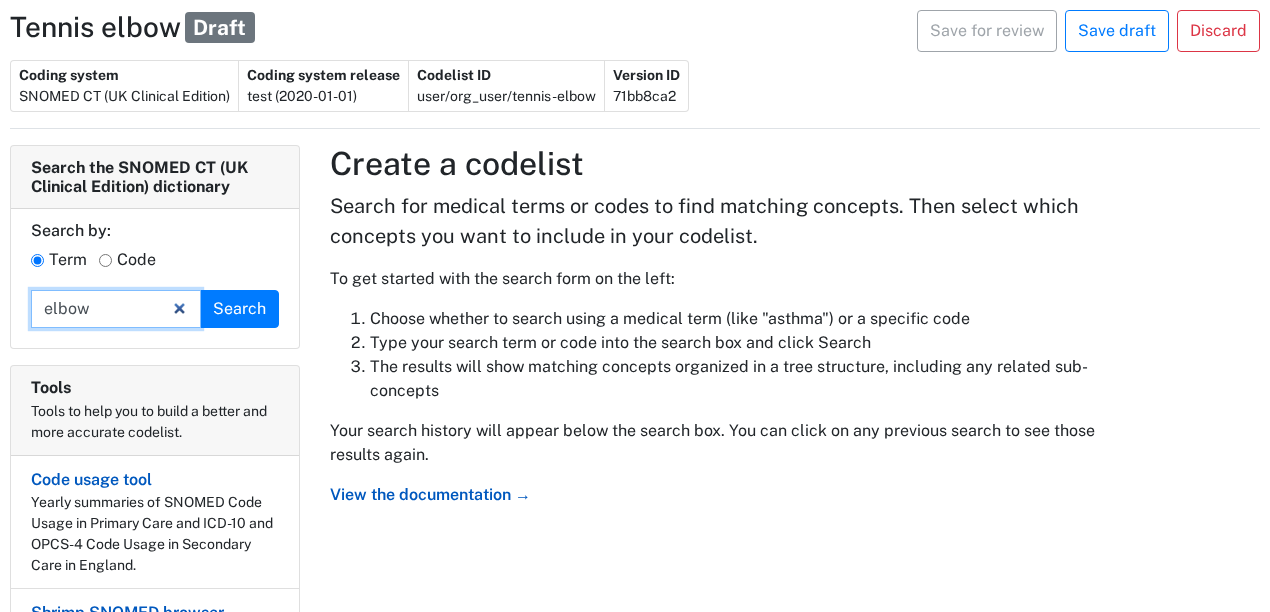 Tennis elbow Draft
Save for review
Save draft
Discard
Coding system
SNOMED CT (UK Clinical Edition)
Coding system release
test (2020-01-01)
Codelist ID
user/org_user/tennis-elbow
Version ID
71bb8ca2
Search the SNOMED CT (UK
Clinical Edition) dictionary
Search by:
Term
Code
elbow
Search
Tools
Tools to help you to build a better and
more accurate codelist.
Code usage tool
Yearly summaries of SNOMED Code
Usage in Primary Care and ICD-10 and
OPCS-4 Code Usage in Secondary
Care in England.
Shrimp SNOMED browser
Create a codelist
Search for medical terms or codes to find matching concepts. Then select which
concepts you want to include in your codelist.
To get started with the search form on the left:
1. Choose whether to search using a medical term (like "asthma") or a specific code
2. Type your search term or code into the search box and click Search
3. The results will show matching concepts organized in a tree structure, including any related sub-
concepts
Your search history will appear below the search box. You can click on any previous search to see those
results again.
View the documentation →